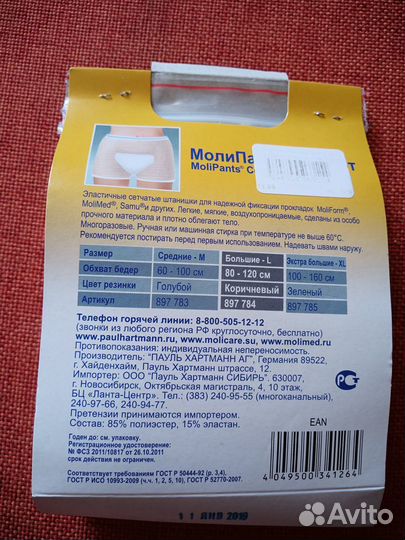 МолиПа
MoliPants® C
Эластичные сетчатые штанишки для надежной фиксации прокладок MoliForm®,
MoliMed®, Samu® и других. Легкие, мягкие, воздухопроницаемые, сделаны из особо
прочного материала и плотно облегают тело.
Многоразовые. Ручная или машинная стирка при температуре не выше 60°С.
Рекомендуется постирать перед первым использованием. Надевать швами наружу.
Размер Средние - M Большие - L Экстра большие - XL
Обхват бедер 60 - 100 см 80 - 120 см 100 - 160 см
Цвет резинки Голубой Коричневый Зеленый
Артикул 897 783 897 784 897 785
Телефон горячей линии: 8-800-505-12-12
(звонки из любого региона РФ круглосуточно, бесплатно)
www.paulhartmann.ru • www.molicare.su • www.molimed.ru
Противопоказания: индивидуальная непереносимость.
Производитель: "ПАУЛЬ ХАРТМАНН АГ", Германия 89522,
г. Хайденхайм, Пауль Хартманн штрассе, 12.
Импортер: ООО "Пауль Хартманн СИБИРЬ". 630007,
г. Новосибирск, Октябрьская магистраль, 4, 10 этаж,
БЦ «Ланта-Центр». Тел.: (383) 240-95-55 (многоканальный),
240-97-66, 240-94-77.
Претензии принимаются импортером.
Состав: 85% полиэстер, 15% эластан.
EAN
Годен до: см. упаковку.
Регистрационное удостоверение:
№ ФСЗ 2011/10817 от 26.10.2011
срок действия не ограничен.
Соответствует требованиям ГОСТ Р 50444-92 (р. 3,4),
ГОСТ Р ИСО 10993-2009 (ч.ч. 1, 2, 5, 10), ГОСТ Р 52770-2007.
4 049500 341264
11 ЯНВ 2019
Avito